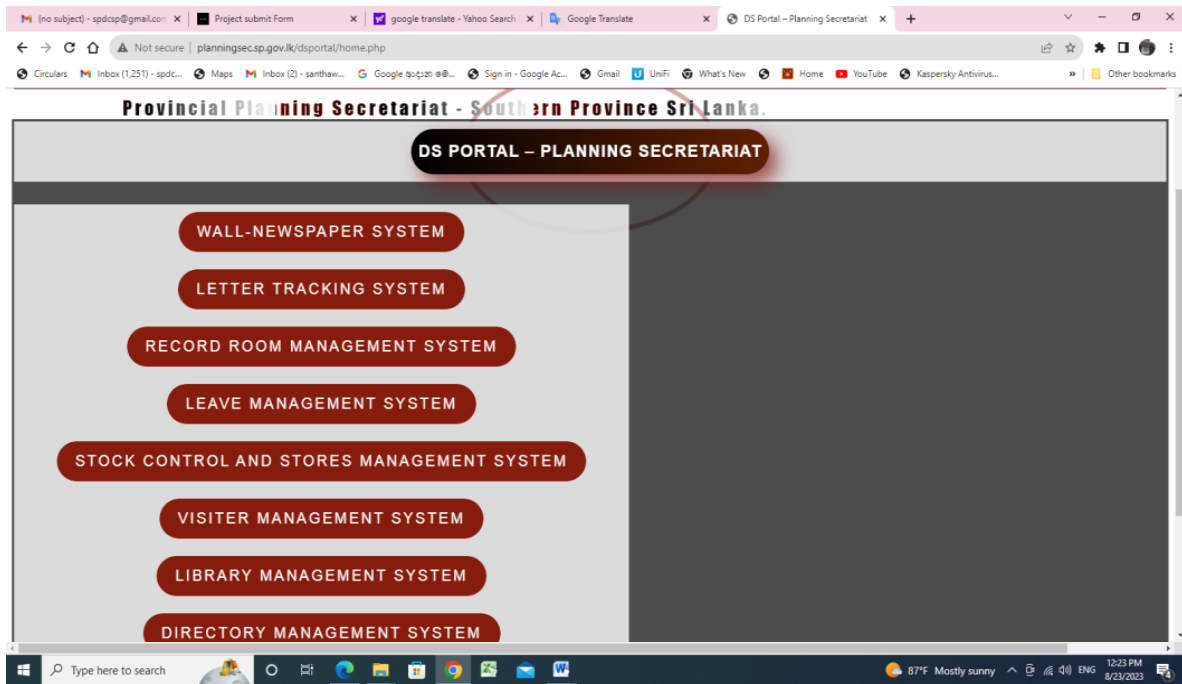 (no subject) - spdcsp@gmail.com
Project submit Form
google translate - Yahoo Search
Google Translate
DS Portal – Planning Secretariat
Not secure | planningsec.sp.gov.lk/dsportal/home.php
Circulars
Inbox (1,251) - spdc...
Maps
Inbox (2) - santhaw...
Sign in - Google Ac...
Gmail
UniFi
What's New
Home
YouTube
Kaspersky Antivirus...
»
Other bookmarks
Provincial Planning Secretariat - Southern Province Sri Lanka.
DS PORTAL – PLANNING SECRETARIAT
WALL-NEWSPAPER SYSTEM
LETTER TRACKING SYSTEM
RECORD ROOM MANAGEMENT SYSTEM
LEAVE MANAGEMENT SYSTEM
STOCK CONTROL AND STORES MANAGEMENT SYSTEM
VISITER MANAGEMENT SYSTEM
LIBRARY MANAGEMENT SYSTEM
DIRECTORY MANAGEMENT SYSTEM
Type here to search
87°F Mostly sunny
ENG
12:23 PM
8/23/2023